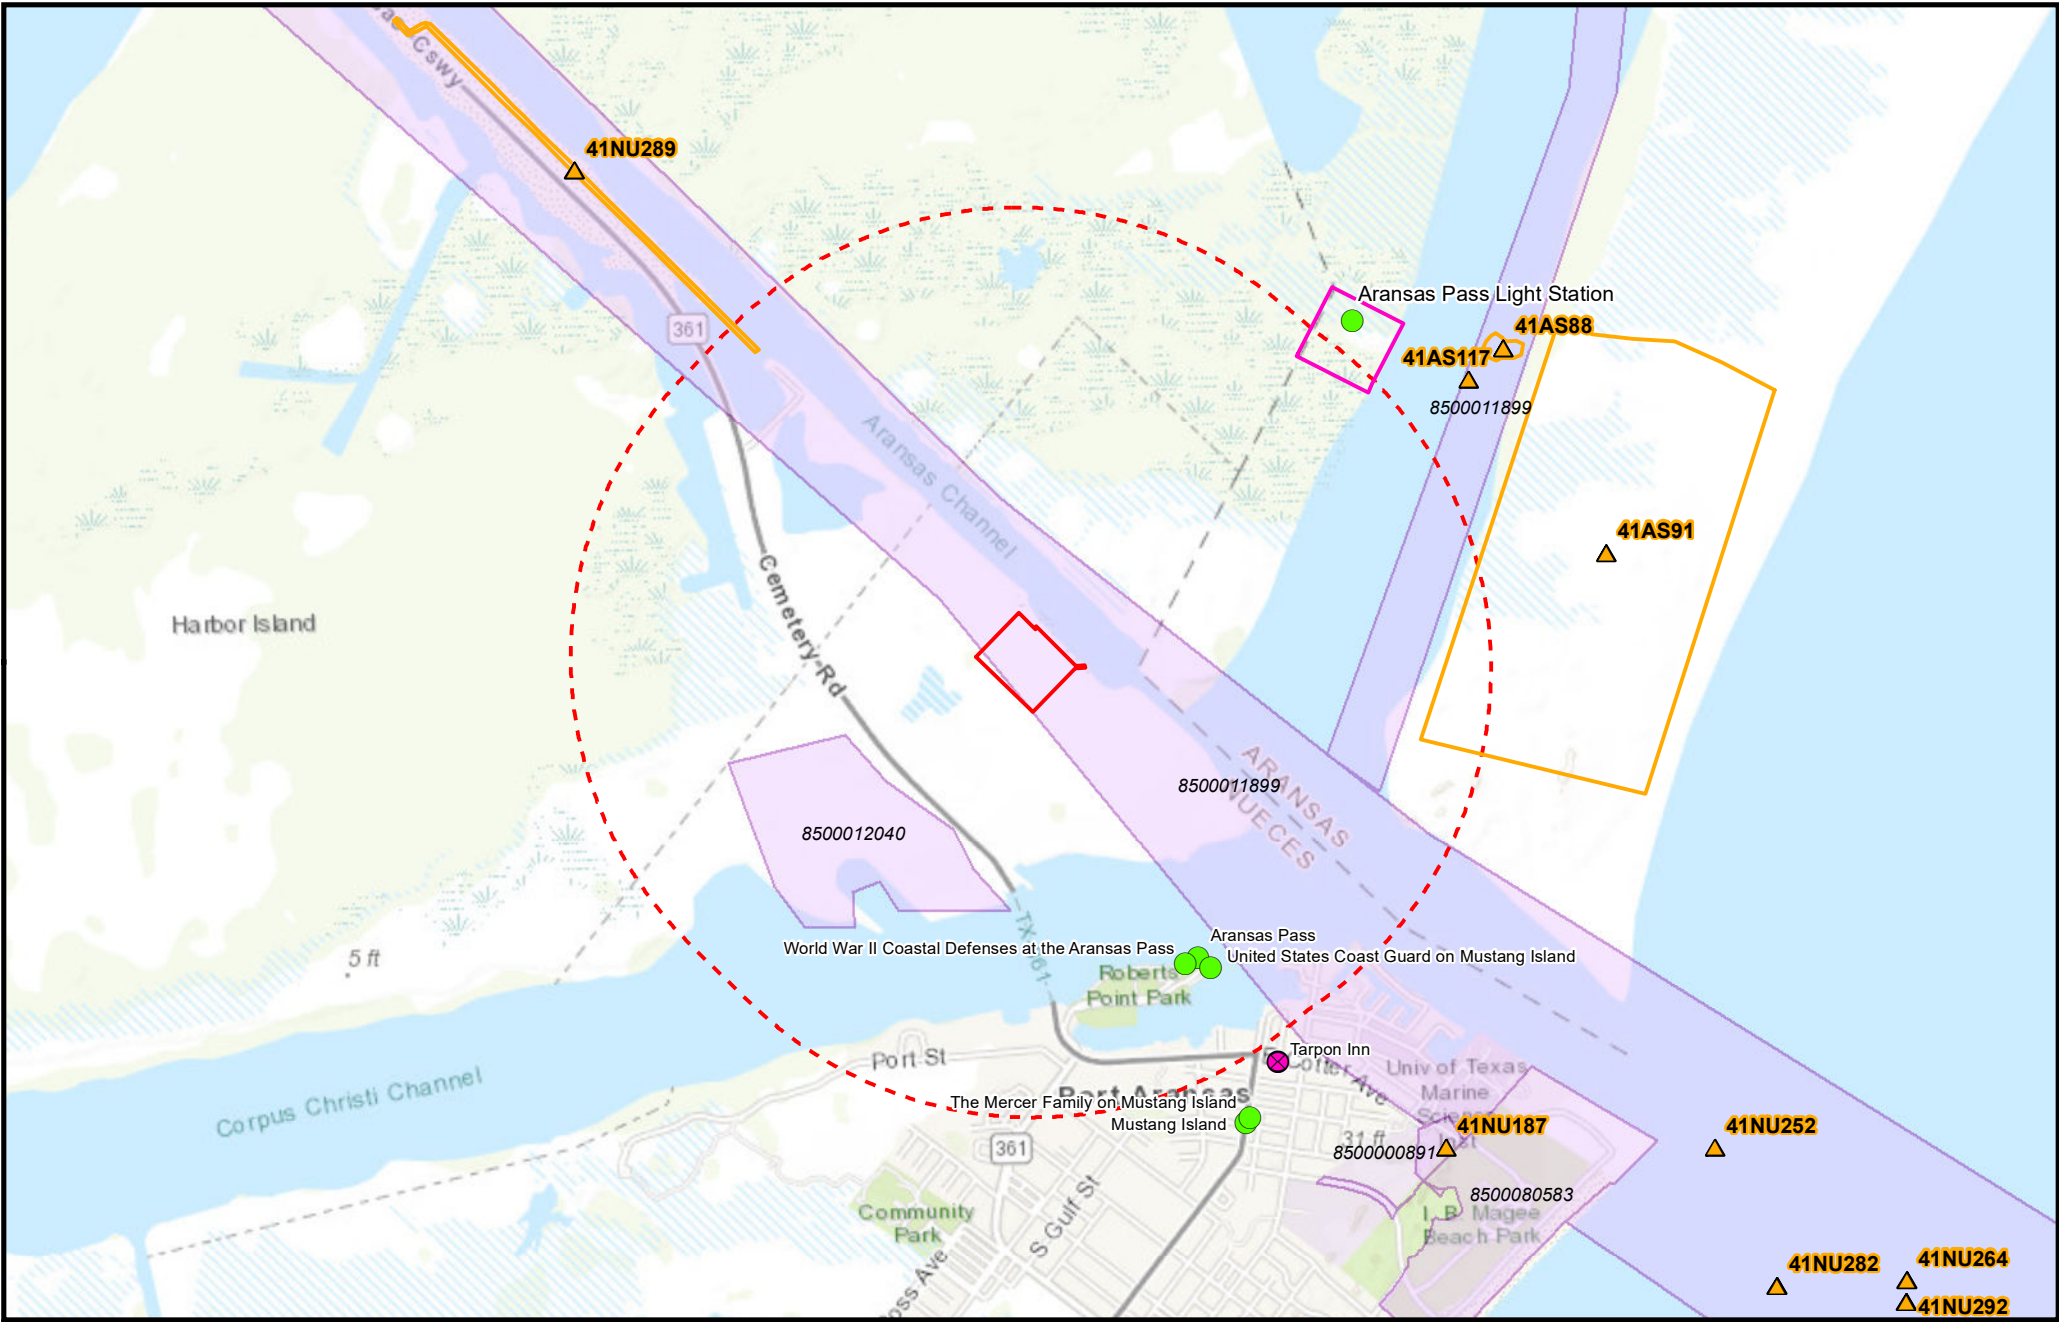 Cswy
41NU289
361
Aransas Pass Light Station
41AS88
41AS117
8500011899
Aransas Channel
41AS91
Cemetery Rd
Harbor Island
ARANSAS
NUECES
8500011899
8500012040
TX-361
5 ft
World War II Coastal Defenses at the Aransas Pass
Aransas Pass
United States Coast Guard on Mustang Island
Roberts
Point Park
Port St
Tarpon Inn
Cotter Ave
Univ of Texas
Marine
Science
Inst
Corpus Christi Channel
Port Aransas
The Mercer Family on Mustang Island
Mustang Island
361
31 ft
41NU187
8500000891
41NU252
8500080583
Community
Park
S Gulf St
I. B. Magee
Beach Park
oss Ave
41NU282
41NU264
41NU292